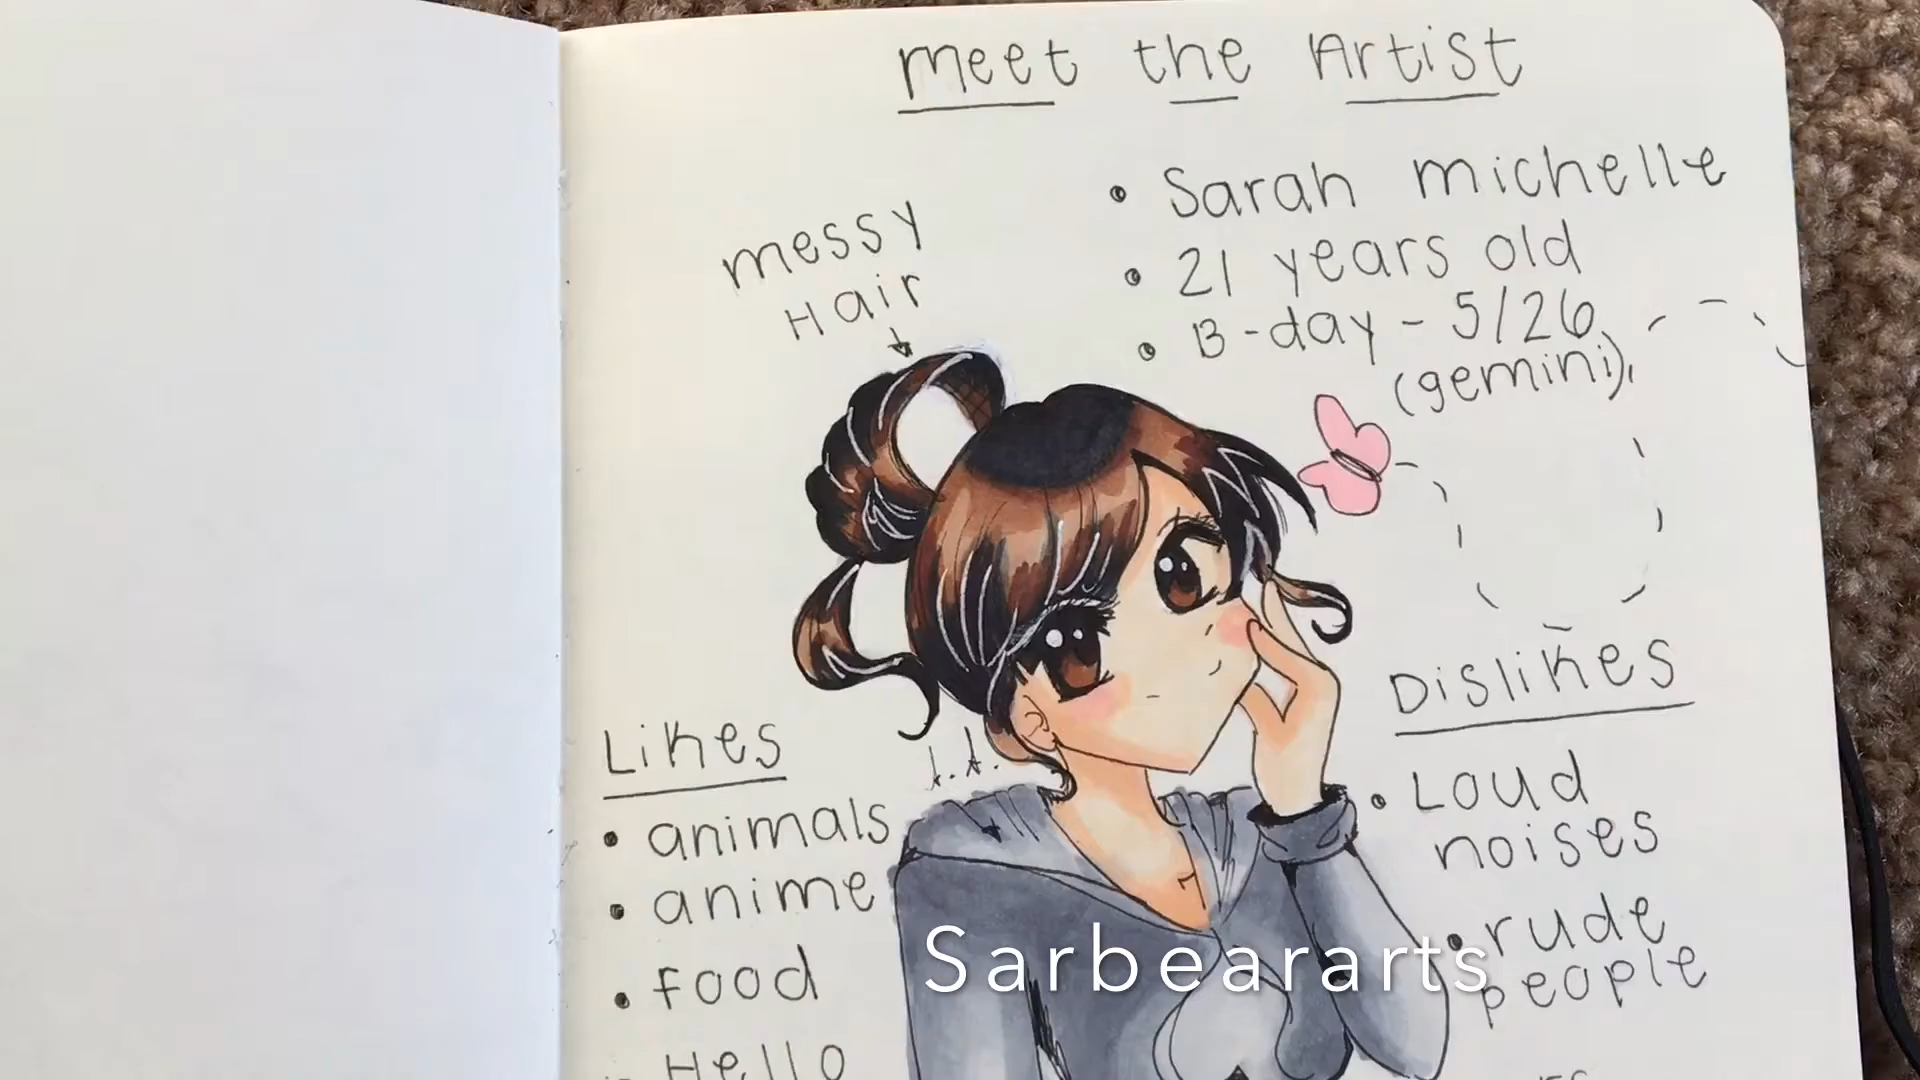 Meet the Artist
• Sarah michelle
• 21 years old
• B-day - 5/26
(gemini)
messy
Hair
Likes
• animals
• anime
• food
Hello
Dislikes
• Loud
noises
• rude
people
Sarbeararts